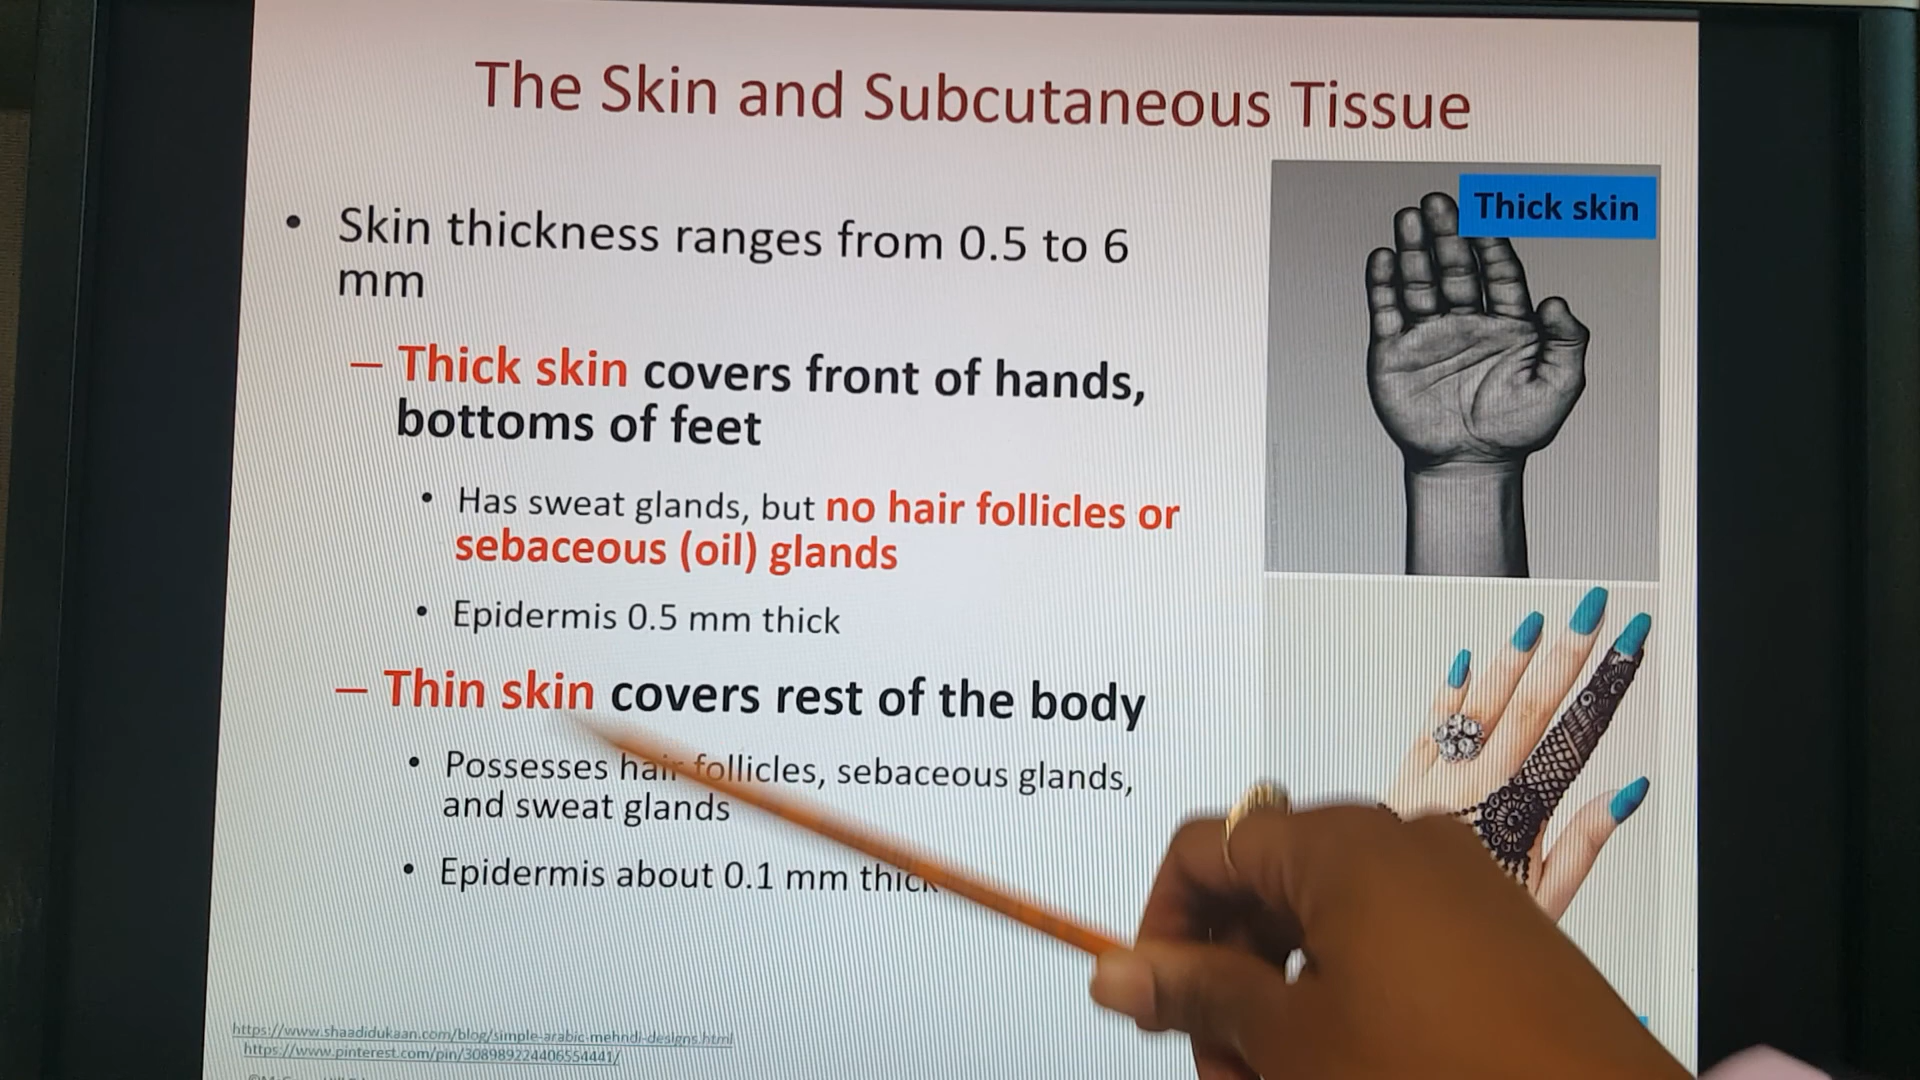 The Skin and Subcutaneous Tissue
• Skin thickness ranges from 0.5 to 6
mm
– Thick skin covers front of hands,
bottoms of feet
• Has sweat glands, but no hair follicles or
sebaceous (oil) glands
• Epidermis 0.5 mm thick
– Thin skin covers rest of the body
• Possesses hair follicles, sebaceous glands,
and sweat glands
• Epidermis about 0.1 mm thick
Thick skin
https://www.shaadidukaan.com/blog/simple-arabic-mehndi-designs.html
https://www.pinterest.com/pin/308989224406554441/